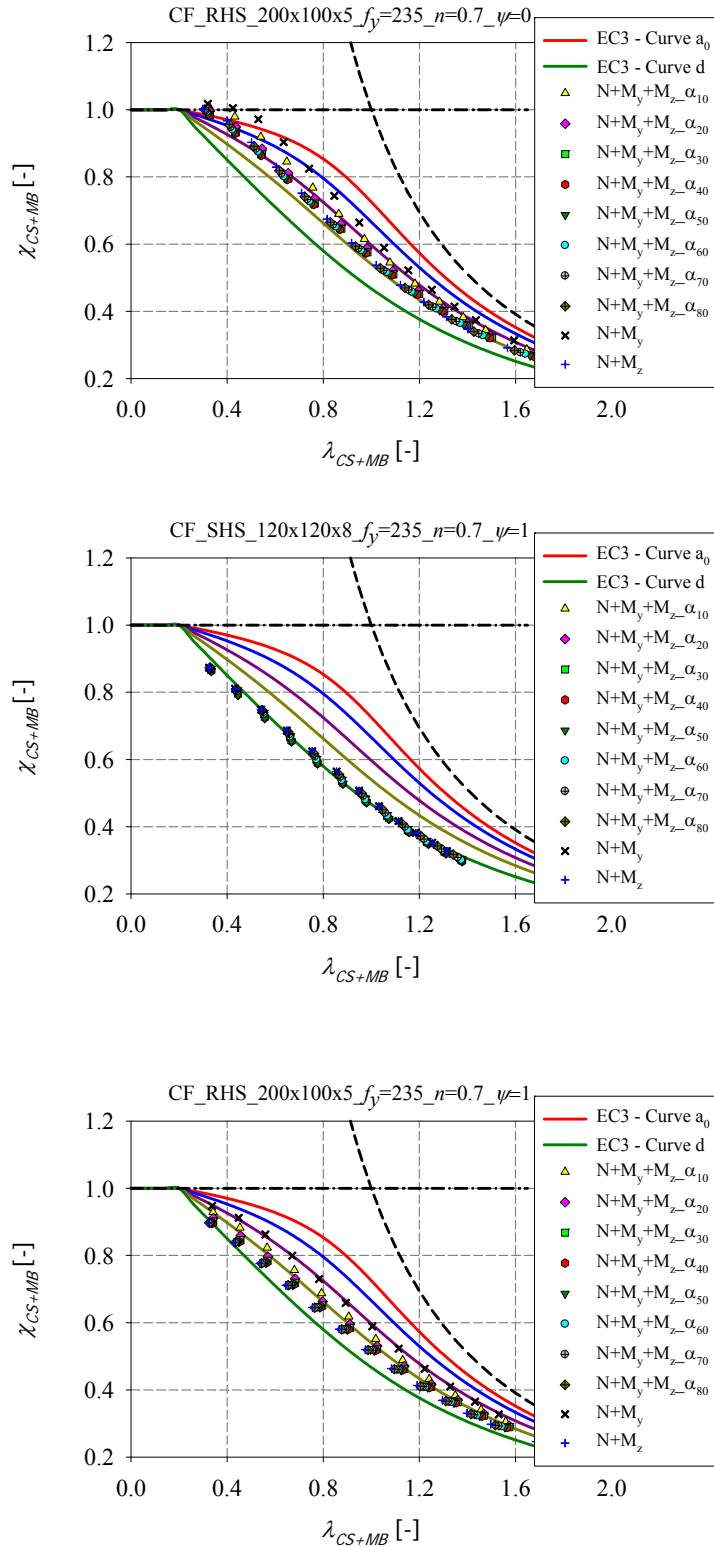 CF_RHS_200x100x5_fy=235_n=0.7_ψ=0
1.2
1.0
0.8
0.6
0.4
0.2
χCS+MB [-]
0.0 0.4 0.8 1.2 1.6 2.0
λCS+MB [-]
EC3 - Curve a0
EC3 - Curve d
N+My+Mz_α10
N+My+Mz_α20
N+My+Mz_α30
N+My+Mz_α40
N+My+Mz_α50
N+My+Mz_α60
N+My+Mz_α70
N+My+Mz_α80
N+My
N+Mz
CF_SHS_120x120x8_fy=235_n=0.7_ψ=1
1.2
1.0
0.8
0.6
0.4
0.2
χCS+MB [-]
0.0 0.4 0.8 1.2 1.6 2.0
λCS+MB [-]
EC3 - Curve a0
EC3 - Curve d
N+My+Mz_α10
N+My+Mz_α20
N+My+Mz_α30
N+My+Mz_α40
N+My+Mz_α50
N+My+Mz_α60
N+My+Mz_α70
N+My+Mz_α80
N+My
N+Mz
CF_RHS_200x100x5_fy=235_n=0.7_ψ=1
1.2
1.0
0.8
0.6
0.4
0.2
χCS+MB [-]
0.0 0.4 0.8 1.2 1.6 2.0
λCS+MB [-]
EC3 - Curve a0
EC3 - Curve d
N+My+Mz_α10
N+My+Mz_α20
N+My+Mz_α30
N+My+Mz_α40
N+My+Mz_α50
N+My+Mz_α60
N+My+Mz_α70
N+My+Mz_α80
N+My
N+Mz